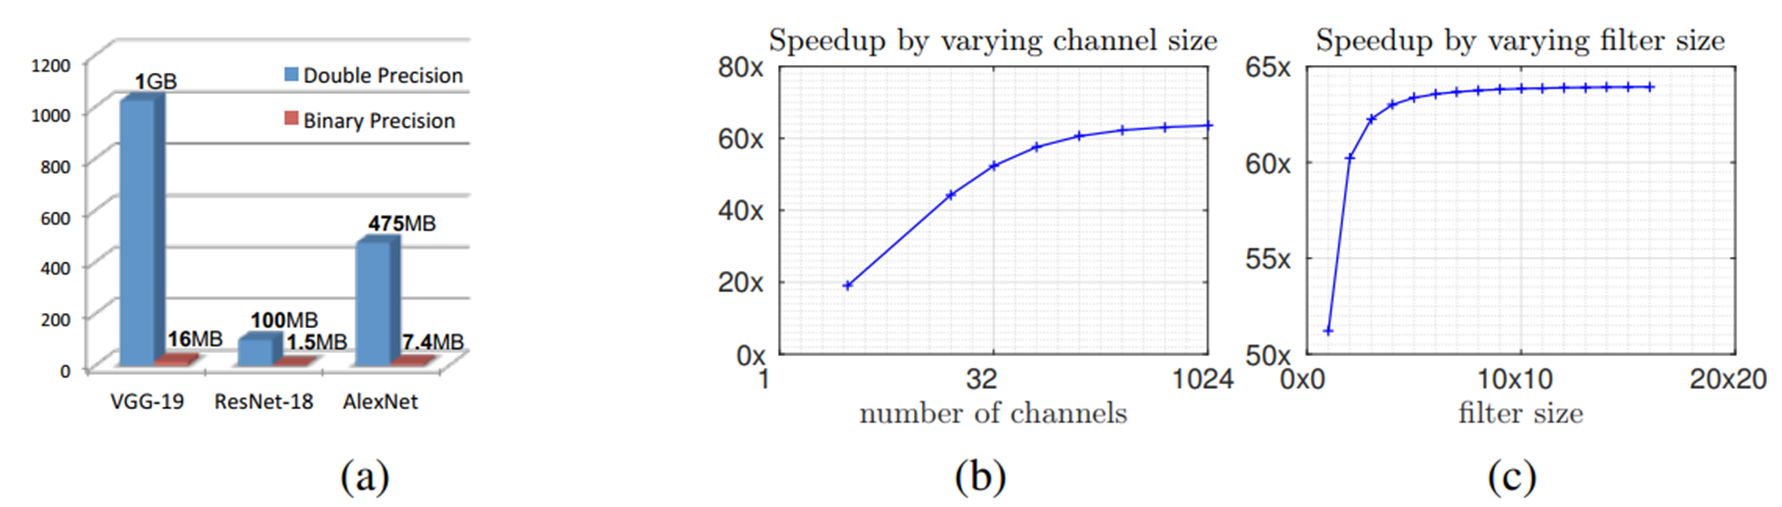 1200
1000
800
600
400
200
0
1GB
16MB
100MB
1.5MB
475MB
7.4MB
Double Precision
Binary Precision
VGG-19 ResNet-18 AlexNet
(a)
Speedup by varying channel size
80x
60x
40x
20x
0x
1 32 1024
number of channels
(b)
Speedup by varying filter size
65x
60x
55x
50x
0x0 10x10 20x20
filter size
(c)